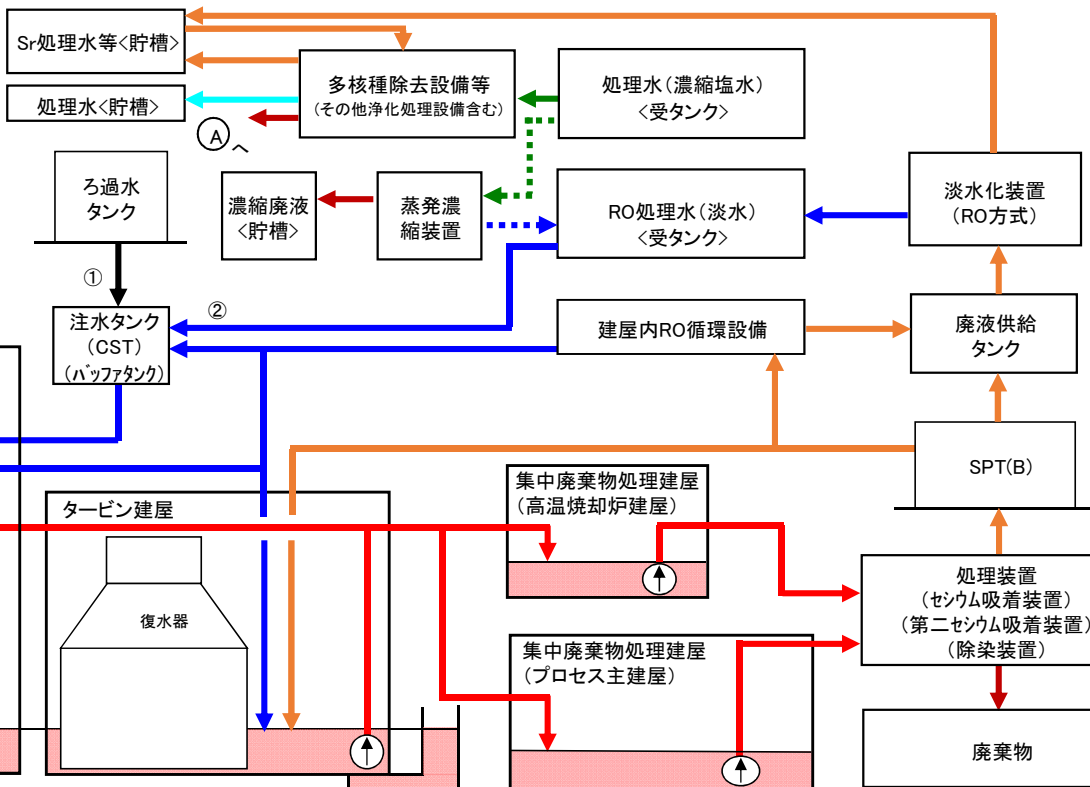 Sr処理水等<貯槽>
処理水<貯槽>
多核種除去設備等
(その他浄化処理設備含む)
処理水(濃縮塩水)
<受タンク>
A へ
ろ過水
タンク
濃縮廃液
<貯槽>
蒸発濃
縮装置
RO処理水(淡水)
<受タンク>
淡水化装置
(RO方式)
①
②
注水タンク
(CST)
(バッファタンク)
建屋内RO循環設備
廃液供給
タンク
SPT(B)
タービン建屋
復水器
集中廃棄物処理建屋
(高温焼却炉建屋)
集中廃棄物処理建屋
(プロセス主建屋)
処理装置
(セシウム吸着装置)
(第二セシウム吸着装置)
(除染装置)
廃棄物